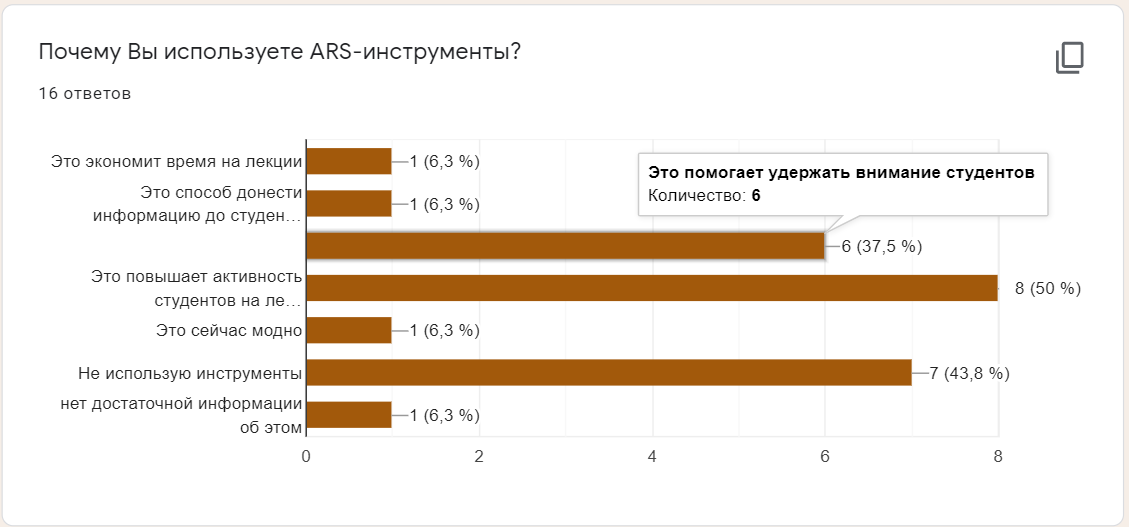 Почему Вы используете ARS-инструменты?
16 ответов
Это экономит время на лекции
1 (6,3 %)
Это способ донести
информацию до студен…
1 (6,3 %)
Это помогает удержать внимание студентов
Количество: 6
6 (37,5 %)
Это повышает активность
студентов на ле…
8 (50 %)
Это сейчас модно
1 (6,3 %)
Не использую инструменты
7 (43,8 %)
нет достаточной информации
об этом
1 (6,3 %)
0 2 4 6 8